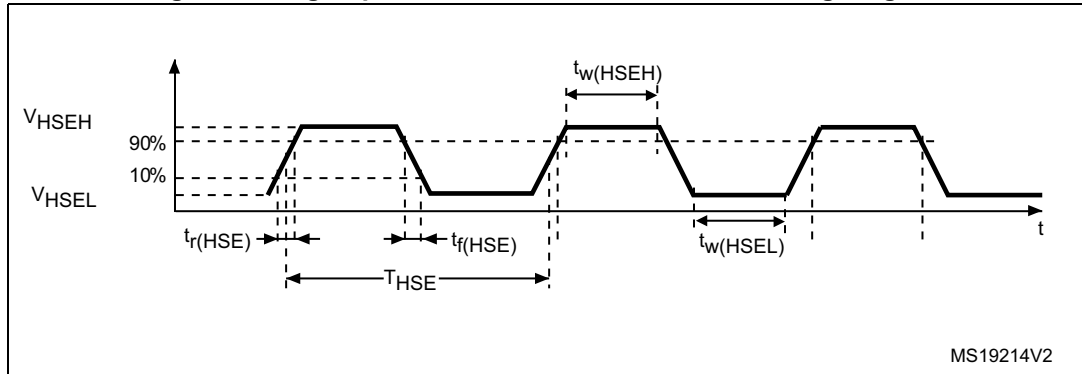 tw(HSEH)
VHSEH
90%
10%
VHSEL
t
tr(HSE)
tf(HSE)
tw(HSEL)
THSE
MS19214V2